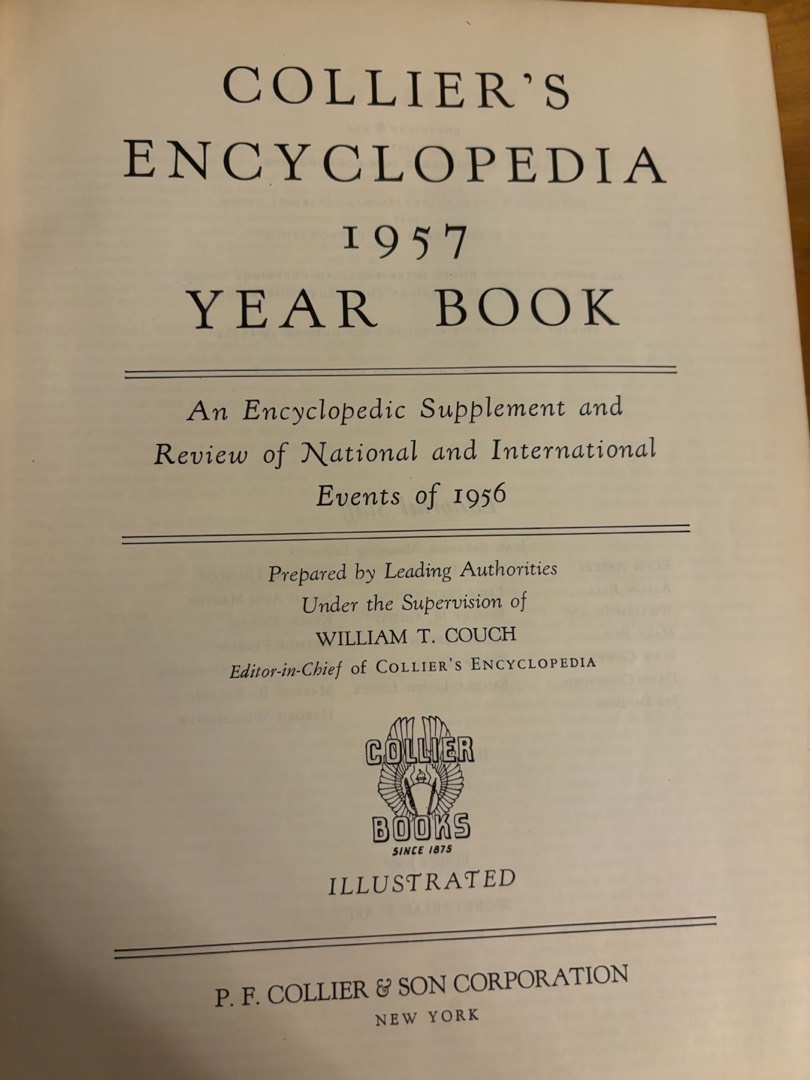 COLLIER'S
ENCYCLOPEDIA
1957
YEAR BOOK
An Encyclopedic Supplement and
Review of National and International
Events of 1956
Prepared by Leading Authorities
Under the Supervision of
WILLIAM T. COUCH
Editor-in-Chief of COLLIER'S ENCYCLOPEDIA
COLLIER
BOOKS
SINCE 1875
ILLUSTRATED
P. F. COLLIER & SON CORPORATION
NEW YORK